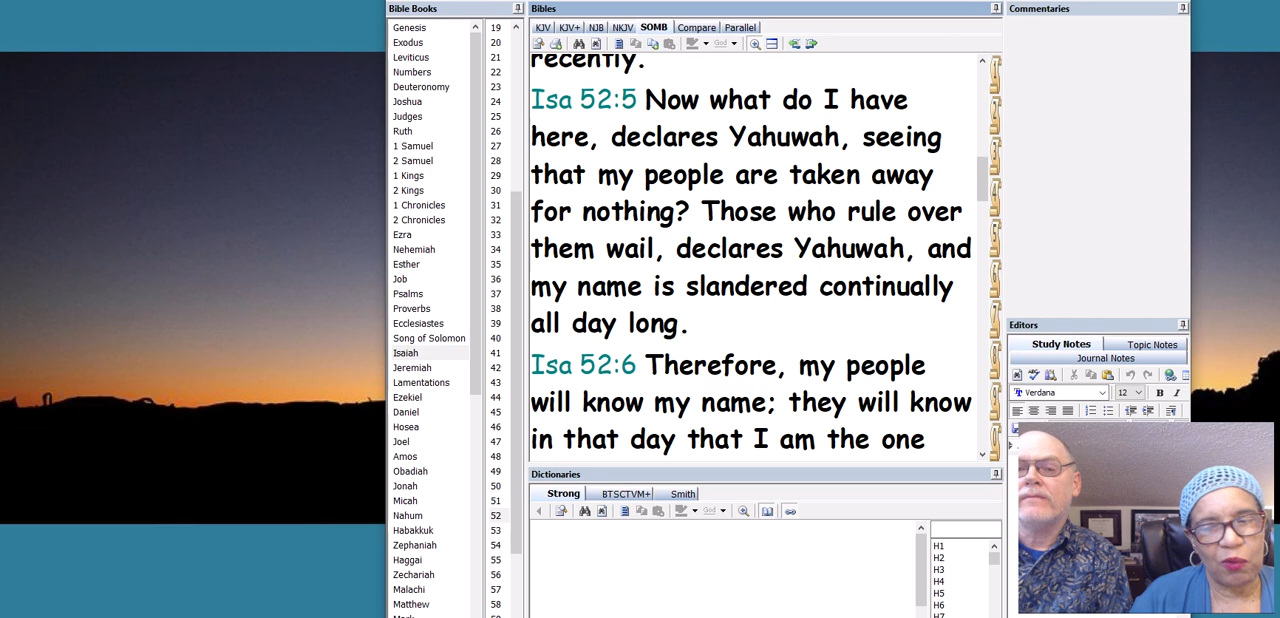 Bible Books
Bibles
Commentaries
Genesis
Exodus
Leviticus
Numbers
Deuteronomy
Joshua
Judges
Ruth
1 Samuel
2 Samuel
1 Kings
2 Kings
1 Chronicles
2 Chronicles
Ezra
Nehemiah
Esther
Job
Psalms
Proverbs
Ecclesiastes
Song of Solomon
Isaiah
Jeremiah
Lamentations
Ezekiel
Daniel
Hosea
Joel
Amos
Obadiah
Jonah
Micah
Nahum
Habakkuk
Zephaniah
Haggai
Zechariah
Malachi
Matthew
Mark
19
20
21
22
23
24
25
26
27
28
29
30
31
32
33
34
35
36
37
38
39
40
41
42
43
44
45
46
47
48
49
50
51
52
53
54
55
56
57
58
59
KJV KJV+ NJB NKJV SOMB Compare Parallel
God
recently.
Isa 52:5 Now what do I have
here, declares Yahuwah, seeing
that my people are taken away
for nothing? Those who rule over
them wail, declares Yahuwah, and
my name is slandered continually
all day long.
Isa 52:6 Therefore, my people
will know my name; they will know
in that day that I am the one
Dictionaries
Strong BTSCTVM+ Smith
God
H1
H2
H3
H4
H5
H6
H7
Editors
Study Notes Topic Notes
Journal Notes
Verdana 12 B I